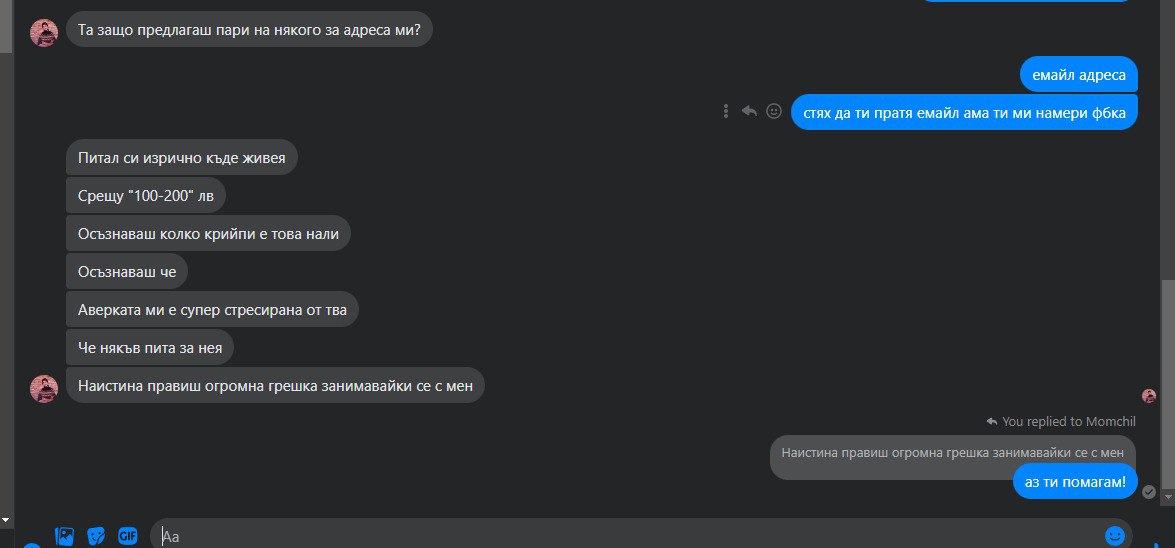 Та защо предлагаш пари на някого за адреса ми?
емайл адреса
стях да ти пратя емайл ама ти ми намери фбка
Питал си изрично къде живея
Срещу "100-200" лв
Осъзнаваш колко крийпи е това нали
Осъзнаваш че
Аверката ми е супер стресирана от тва
Че някъв пита за нея
Наистина правиш огромна грешка занимавайки се с мен
You replied to Momchil
Наистина правиш огромна грешка занимавайки се с мен
аз ти помагам!
GIF
Aa